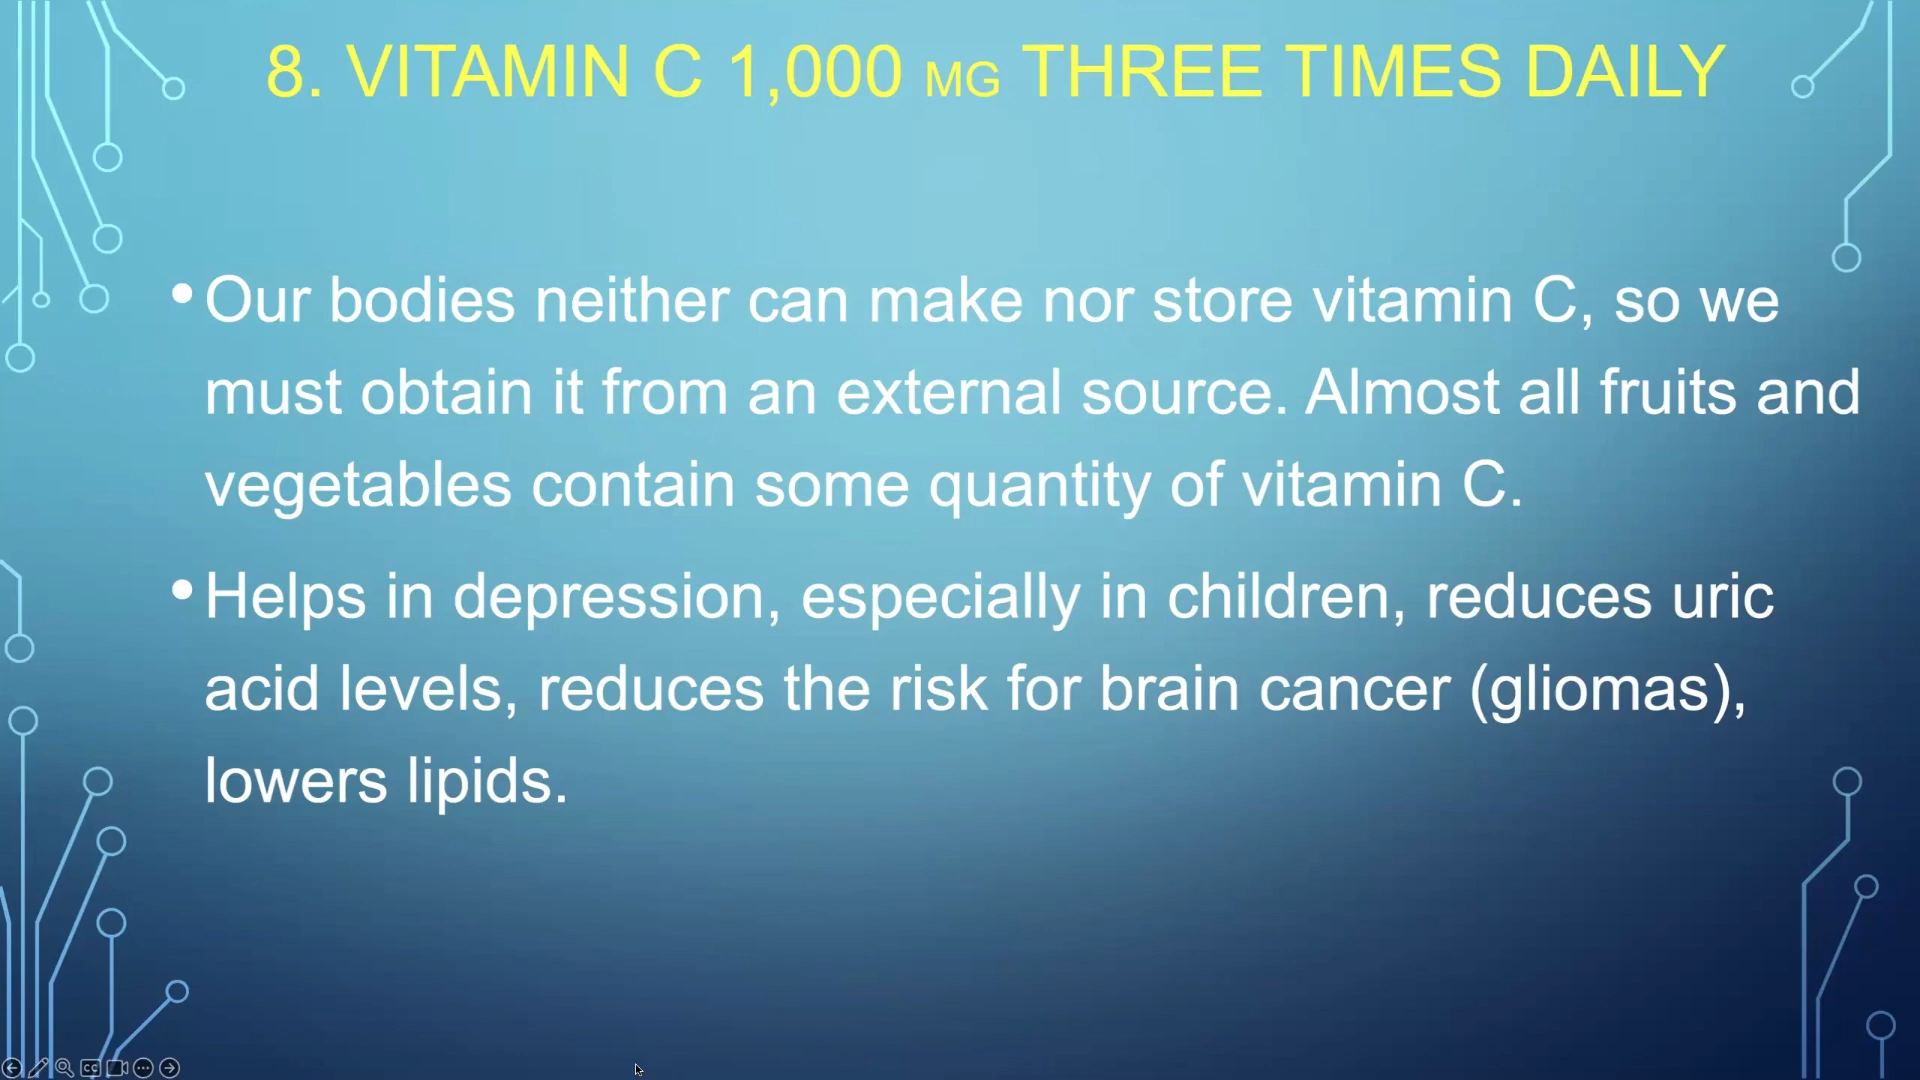 8. VITAMIN C 1,000 MG THREE TIMES DAILY
• Our bodies neither can make nor store vitamin C, so we
must obtain it from an external source. Almost all fruits and
vegetables contain some quantity of vitamin C.
• Helps in depression, especially in children, reduces uric
acid levels, reduces the risk for brain cancer (gliomas),
lowers lipids.
CC